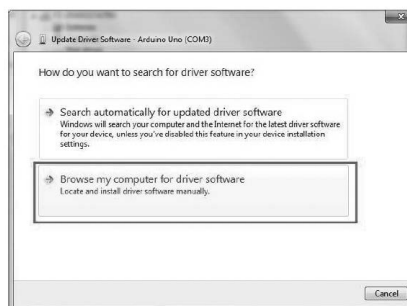 Update Driver Software - Arduino Uno (COM3)
How do you want to search for driver software?
Search automatically for updated driver software
Windows will search your computer and the Internet for the latest driver software
for your device, unless you've disabled this feature in your device installation
settings.
Browse my computer for driver software
Locate and install driver software manually.
Cancel